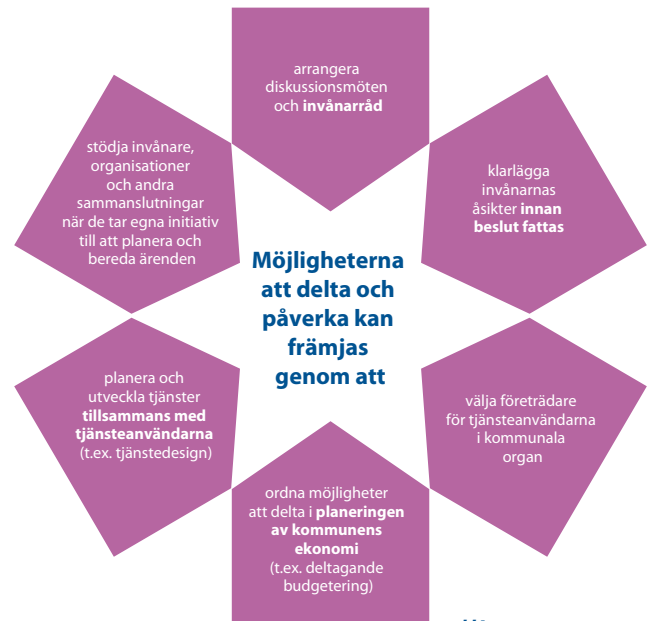 arrangera
diskussionsmöten
och invånarråd
klarlägga
invånarnas
åsikter innan
beslut fattas
välja företrädare
för tjänsteanvändarna
i kommunala
organ
ordna möjligheter
att delta i planeringen
av kommunens
ekonomi
(t.ex. deltagande
budgetering)
planera och
utveckla tjänster
tillsammans med
tjänsteanvändarna
(t.ex. tjänstedesign)
stödja invånare,
organisationer
och andra
sammanslutningar
när de tar egna initiativ
till att planera och
bereda ärenden
Möjligheterna
att delta och
påverka kan
främjas
genom att